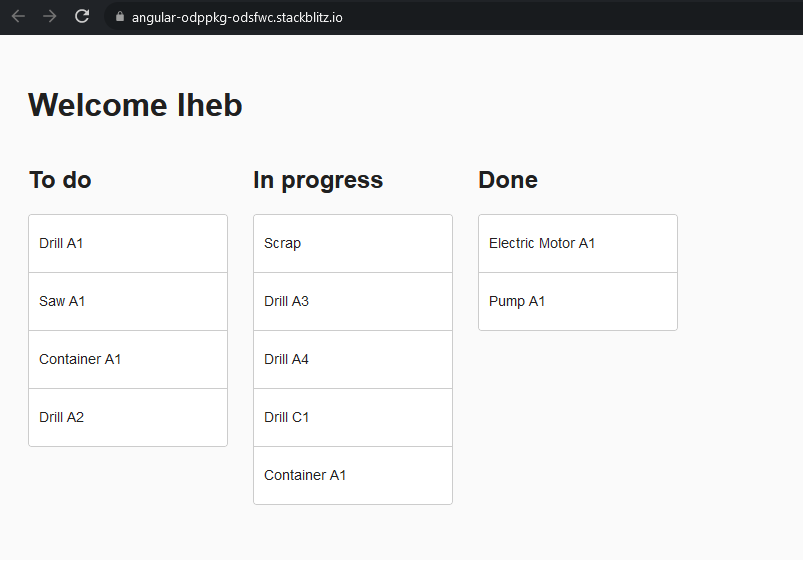 angular-odppkg-odsfwc.stackblitz.io
Welcome Iheb
To do
Drill A1
Saw A1
Container A1
Drill A2
In progress
Scrap
Drill A3
Drill A4
Drill C1
Container A1
Done
Electric Motor A1
Pump A1